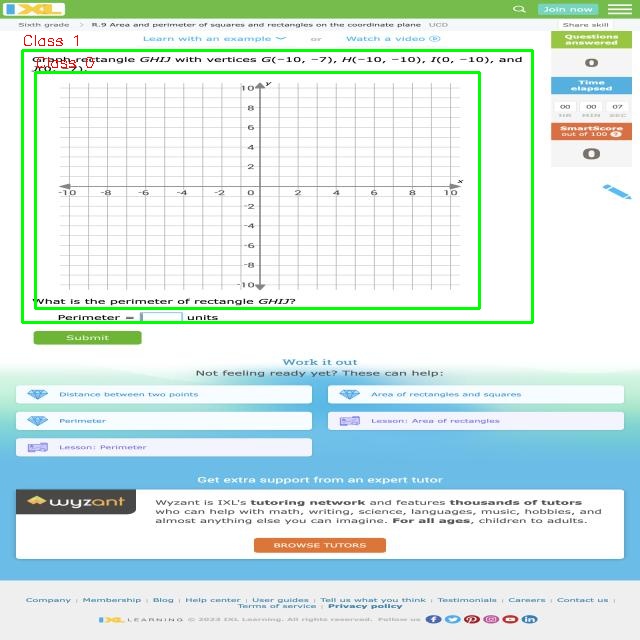 IXL
Join now
Sixth grade > R.9 Area and perimeter of squares and rectangles on the coordinate plane UCD
Share skill
Class 1
Learn with an example or Watch a video
Questions answered
0
Time elapsed
00 00 07
HR MIN SEC
SmartScore
out of 100 ?
0
Class 0
Graph rectangle GHIJ with vertices G(−10, −7), H(−10, −10), I(0, −10), and
J(0, −7).
y
x
10
8
6
4
2
-10 -8 -6 -4 -2 0 2 4 6 8 10
-2
-4
-6
-8
-10
What is the perimeter of rectangle GHIJ?
Perimeter = units
Submit
Work it out
Not feeling ready yet? These can help:
Distance between two points
Area of rectangles and squares
Perimeter
Lesson: Area of rectangles
Lesson: Perimeter
Get extra support from an expert tutor
wyzant
Wyzant is IXL's tutoring network and features thousands of tutors
who can help with math, writing, science, languages, music, hobbies, and
almost anything else you can imagine. For all ages, children to adults.
BROWSE TUTORS
Company | Membership | Blog | Help center | User guides | Tell us what you think | Testimonials | Careers | Contact us |
Terms of service | Privacy policy
IXL LEARNING © 2023 IXL Learning. All rights reserved. Follow us